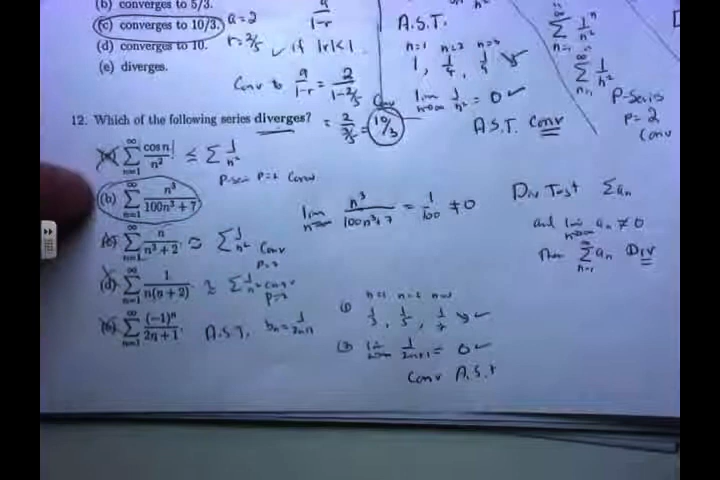 (b) converges to 5/3.
(c) converges to 10/3.
(d) converges to 10.
(e) diverges.
a = 2
r = 2/5
a
1-r
✓ if |r|<1
Conv to a/(1-r) = 2/(1-2/5)
= 2/(3/5) = 10/3
Conv
A.S.T.
n=1 n=2 n=3
1, 1/4, 1/9 ↘ ✓
lim n→∞ 1/n² = 0 ✓
A.S.T. Conv
∞ Σ n=1 1/n²
P-Series
P = 2
Conv
12. Which of the following series diverges?
(a) ∞ Σ n=1 |cos n|/n² ≤ Σ 1/n²
P-series P=2 Conv
(b) ∞ Σ n=1 n³/(100n³ + 7)
lim n→∞ n³/(100n³+7) = 1/100 ≠ 0
Div Test Σ an
and lim n→∞ an ≠ 0
Then ∞ Σ n=1 an Div
(c) ∞ Σ n=1 n/(n³ + 2) ≈ Σ 1/n² Conv
P=2
(d) ∞ Σ n=1 1/(n(n + 2)) ≈ Σ 1/n² Conv
P=2
(e) ∞ Σ n=1 (-1)ⁿ/(2n + 1). A.S.T. bn = 1/(2n+1)
(1) n=1 n=2 n=3
1/3, 1/5, 1/7 ↘ ✓
(2) lim n→∞ 1/(2n+1) = 0 ✓
Conv A.S.T